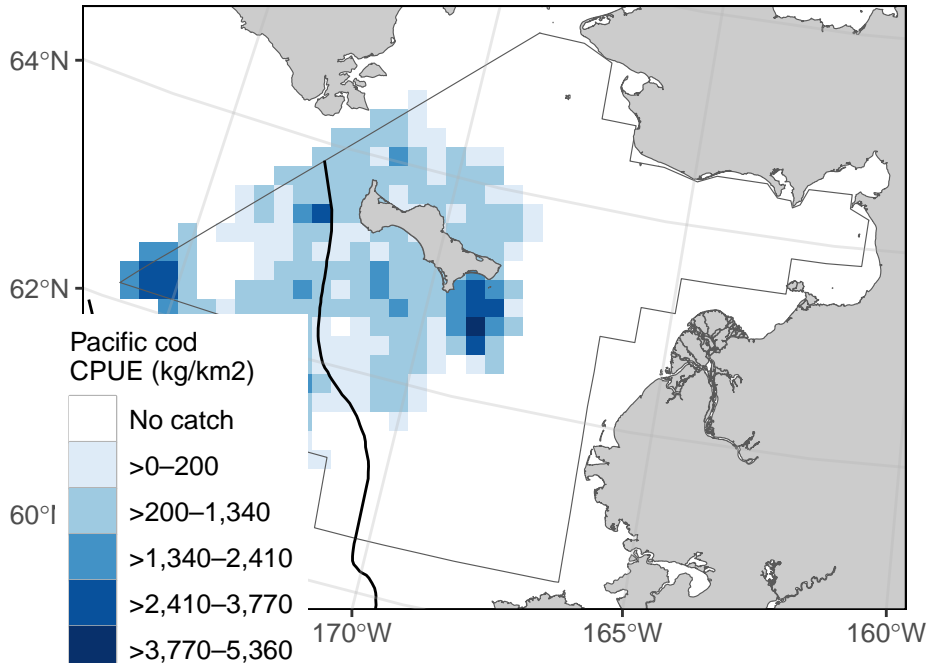 64°N
62°N
Pacific cod
CPUE (kg/km2)
No catch
>0–200
>200–1,340
60°l
>1,340–2,410
>2,410–3,770
>3,770–5,360
170°W
165°W
160°W